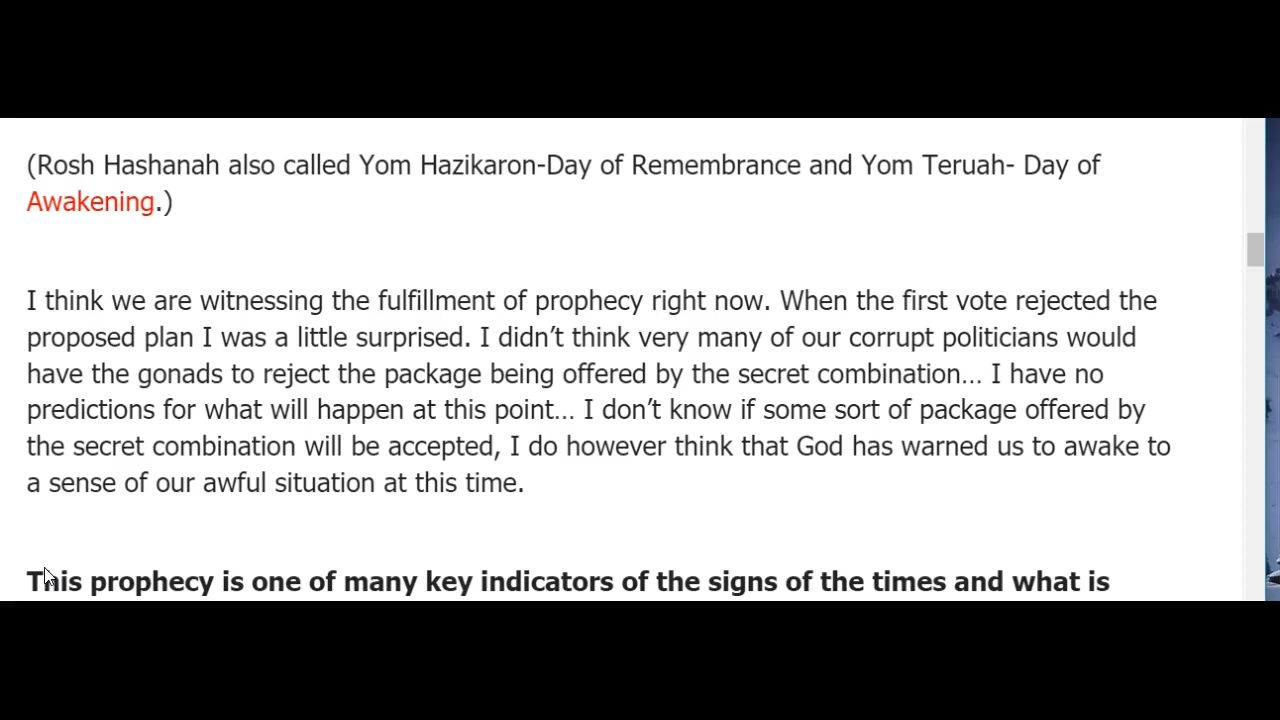 (Rosh Hashanah also called Yom Hazikaron-Day of Remembrance and Yom Teruah- Day of
Awakening.)
I think we are witnessing the fulfillment of prophecy right now. When the first vote rejected the
proposed plan I was a little surprised. I didn’t think very many of our corrupt politicians would
have the gonads to reject the package being offered by the secret combination… I have no
predictions for what will happen at this point… I don’t know if some sort of package offered by
the secret combination will be accepted, I do however think that God has warned us to awake to
a sense of our awful situation at this time.
This prophecy is one of many key indicators of the signs of the times and what is